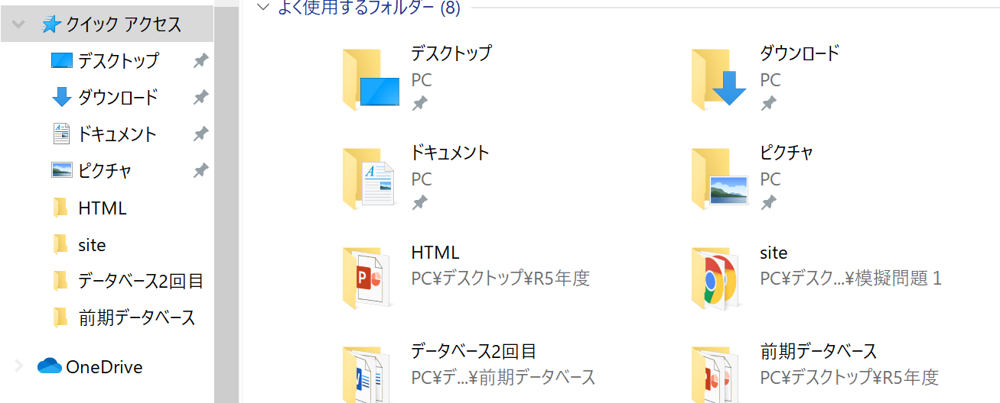 クイック アクセス
デスクトップ
ダウンロード
ドキュメント
ピクチャ
HTML
site
データベース2回目
前期データベース
OneDrive
よく使用するフォルダー (8)
デスクトップ
PC
ダウンロード
PC
ドキュメント
PC
ピクチャ
PC
HTML
PC¥デスクトップ¥R5年度
site
PC¥デスク...¥模擬問題１
データベース2回目
PC¥デ...¥前期データベース
前期データベース
PC¥デスクトップ¥R5年度